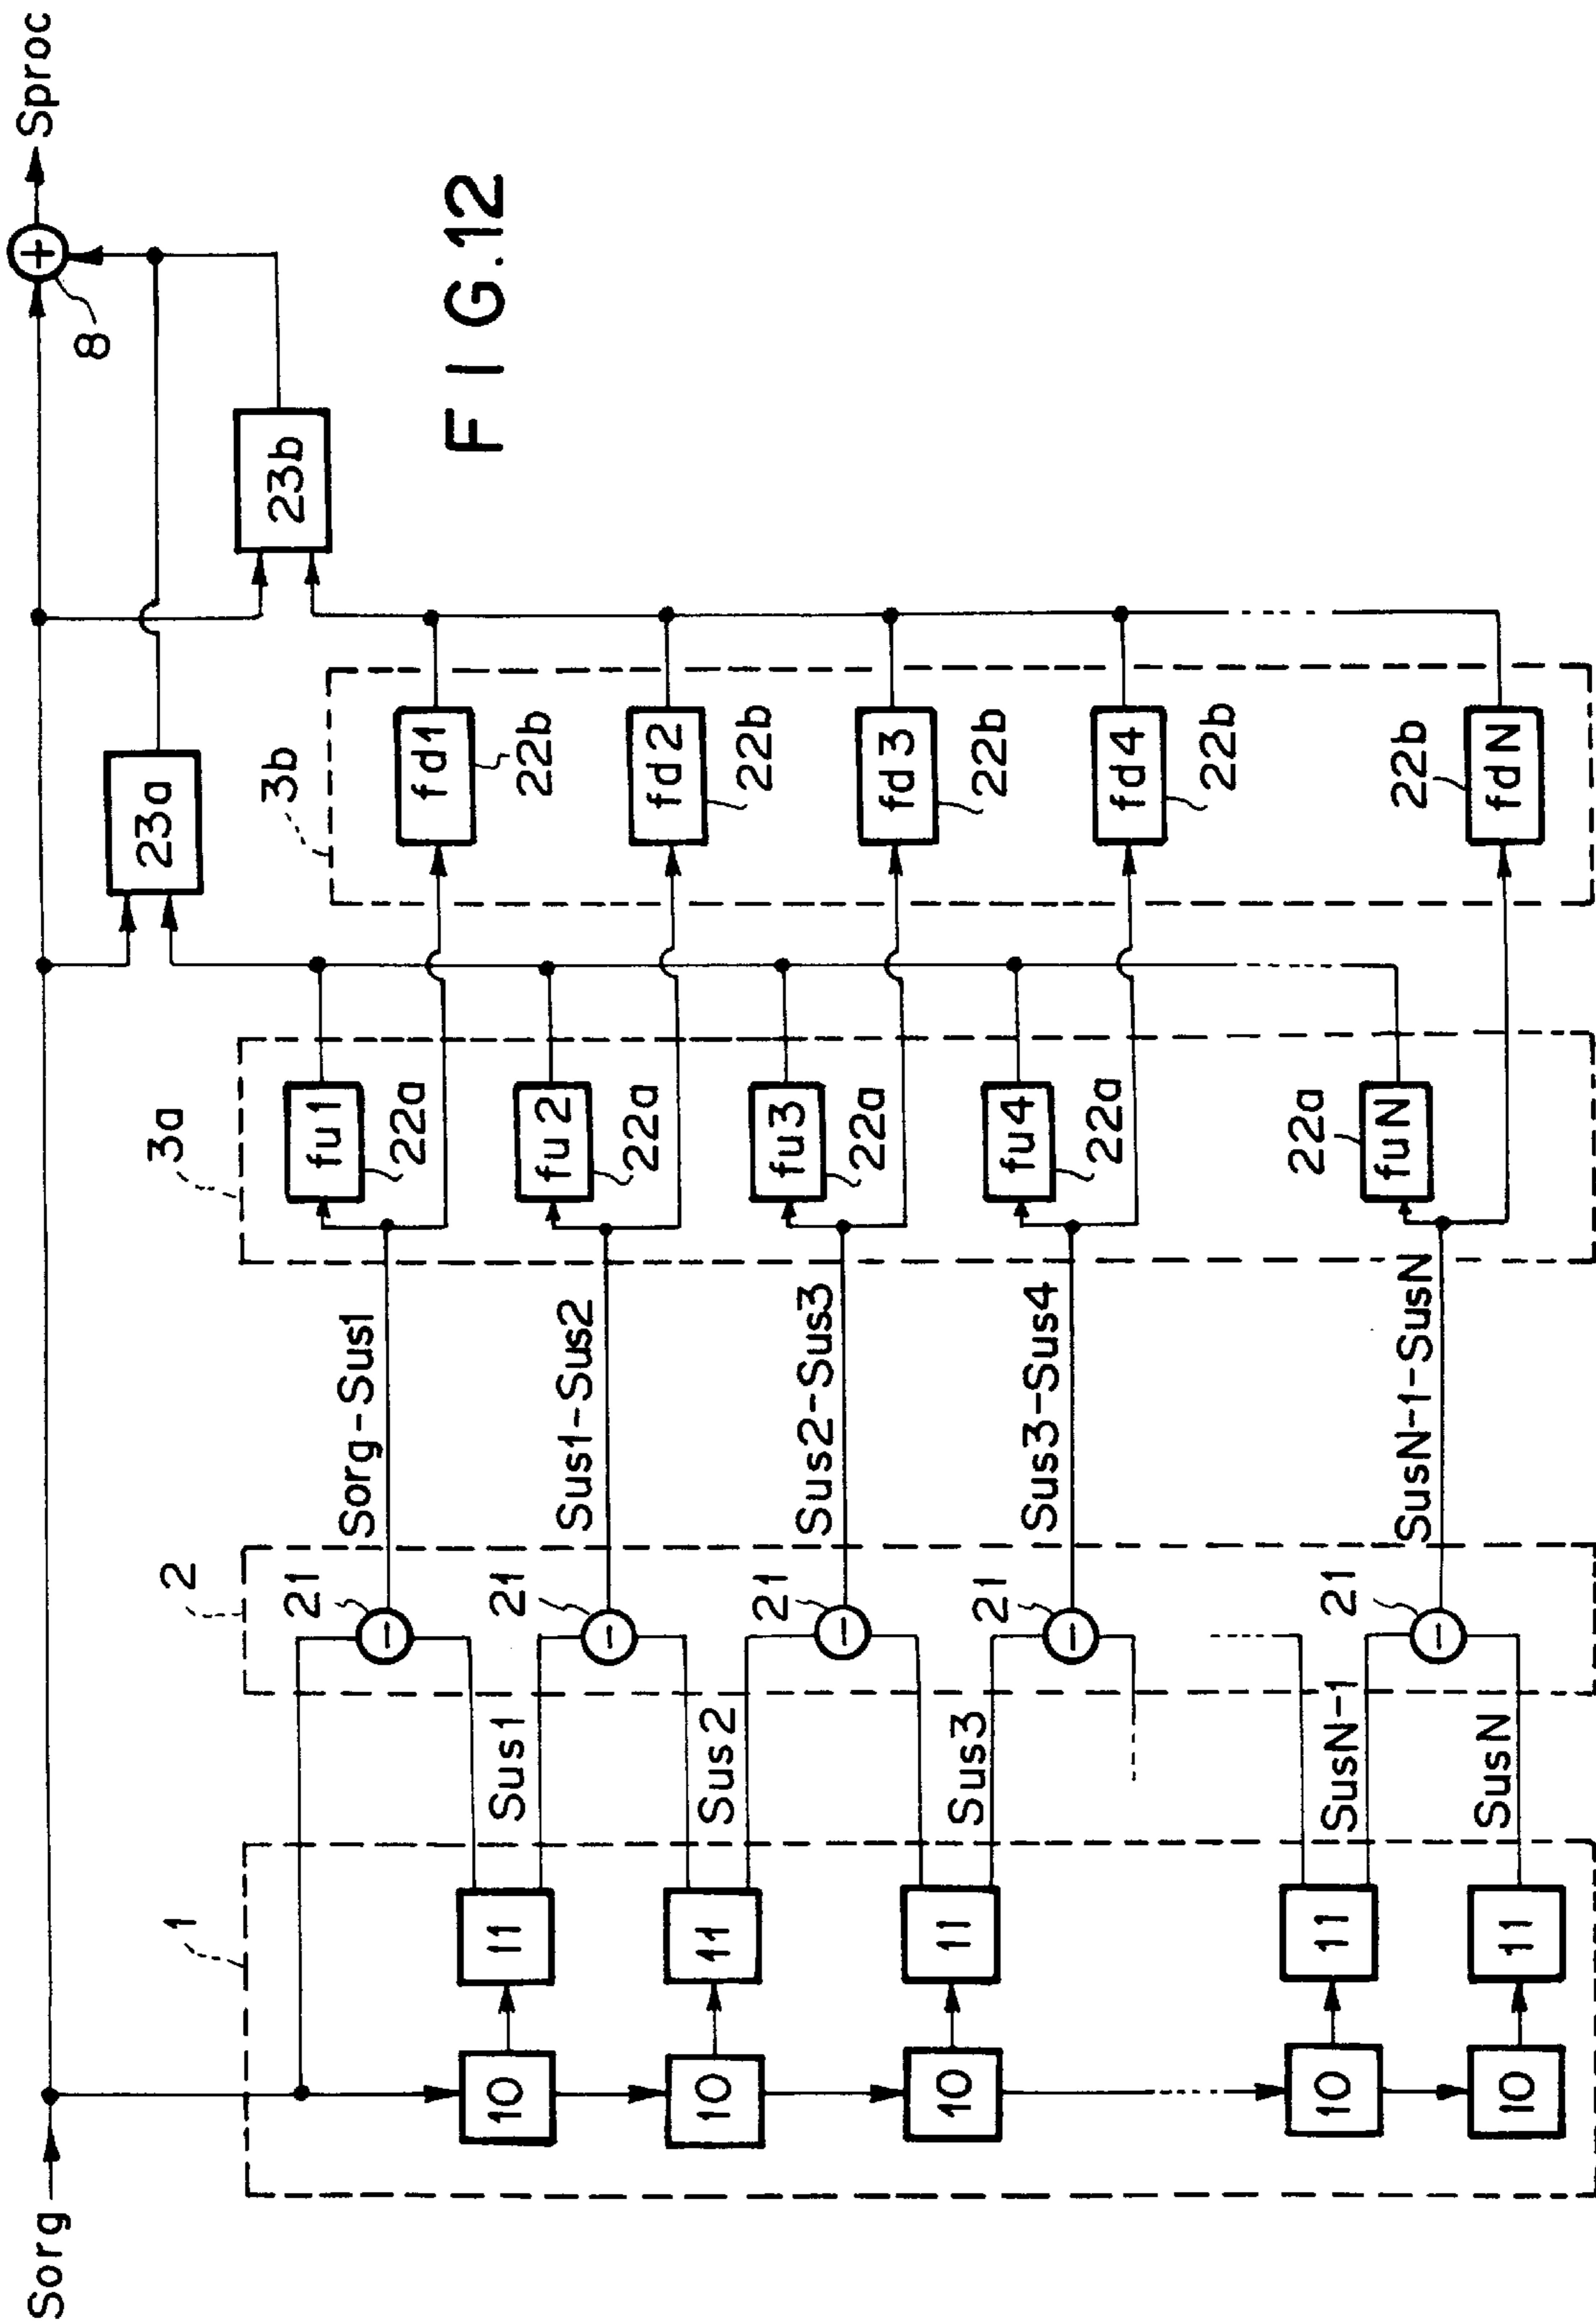 Sorg
Sproc
8
1
2
3a
3b
23a
23b
10
11
Sus1
21
Sorg-Sus1
fu1
22a
fd1
22b
10
11
Sus2
21
Sus1-Sus2
fu2
22a
fd2
22b
10
11
Sus3
21
Sus2-Sus3
fu3
22a
fd3
22b
21
Sus3-Sus4
fu4
22a
fd4
22b
10
11
SusN-1
10
11
SusN
21
SusN-1-SusN
fuN
22a
fdN
22b
FIG.12